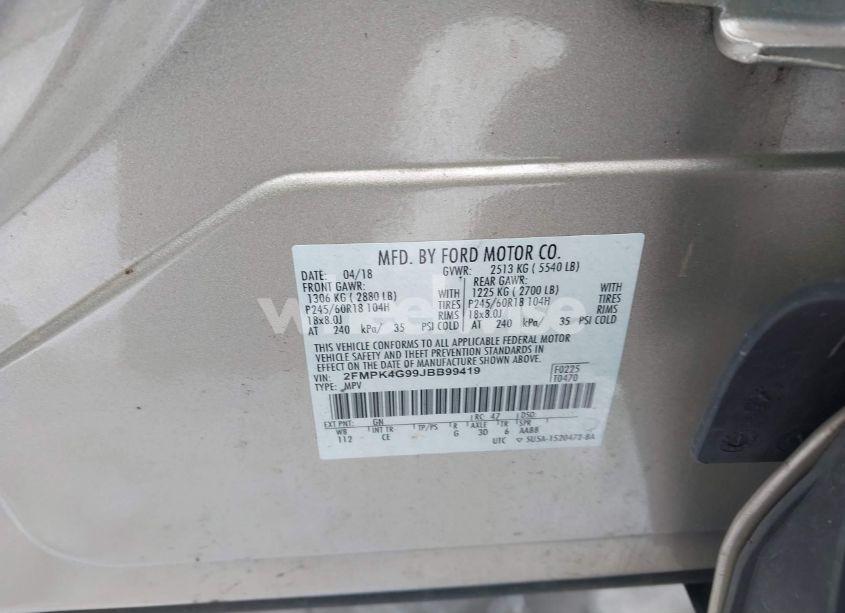 MFD. BY FORD MOTOR CO.
DATE: 04/18 GVWR: 2513 KG ( 5540 LB)
FRONT GAWR: REAR GAWR:
1306 KG ( 2880 LB) WITH 1225 KG ( 2700 LB) WITH
P245/60R18 104H TIRES P245/60R18 104H TIRES
18x8.0J RIMS 18x8.0J RIMS
AT 240 kPa/ 35 PSI COLD AT 240 kPa/ 35 PSI COLD
THIS VEHICLE CONFORMS TO ALL APPLICABLE FEDERAL MOTOR
VEHICLE SAFETY AND THEFT PREVENTION STANDARDS IN
EFFECT ON THE DATE OF MANUFACTURE SHOWN ABOVE.
VIN: 2FMPK4G99JBB99419 F0225
TYPE: MPV T0470
EXT PNT: GN RC: 47 DSO:
WB INT TR TP/PS R AXLE TR SPR
112 CE G 3D 6 AABB
UTC